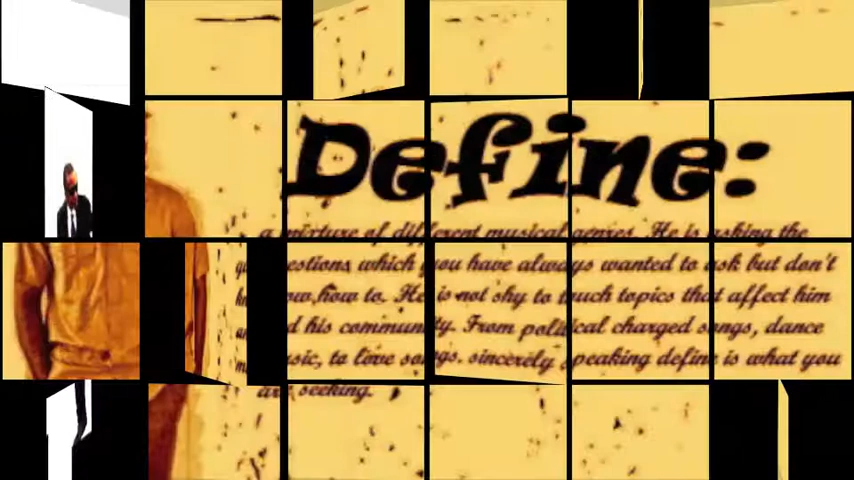 Define:
a mixture of different musical genres. He is asking the
questions which you have always wanted to ask but don't
know,how to. He is not shy to touch topics that affect him
and his community. From political charged songs, dance
music, to love songs. sincerely speaking define is what you
are seeking.